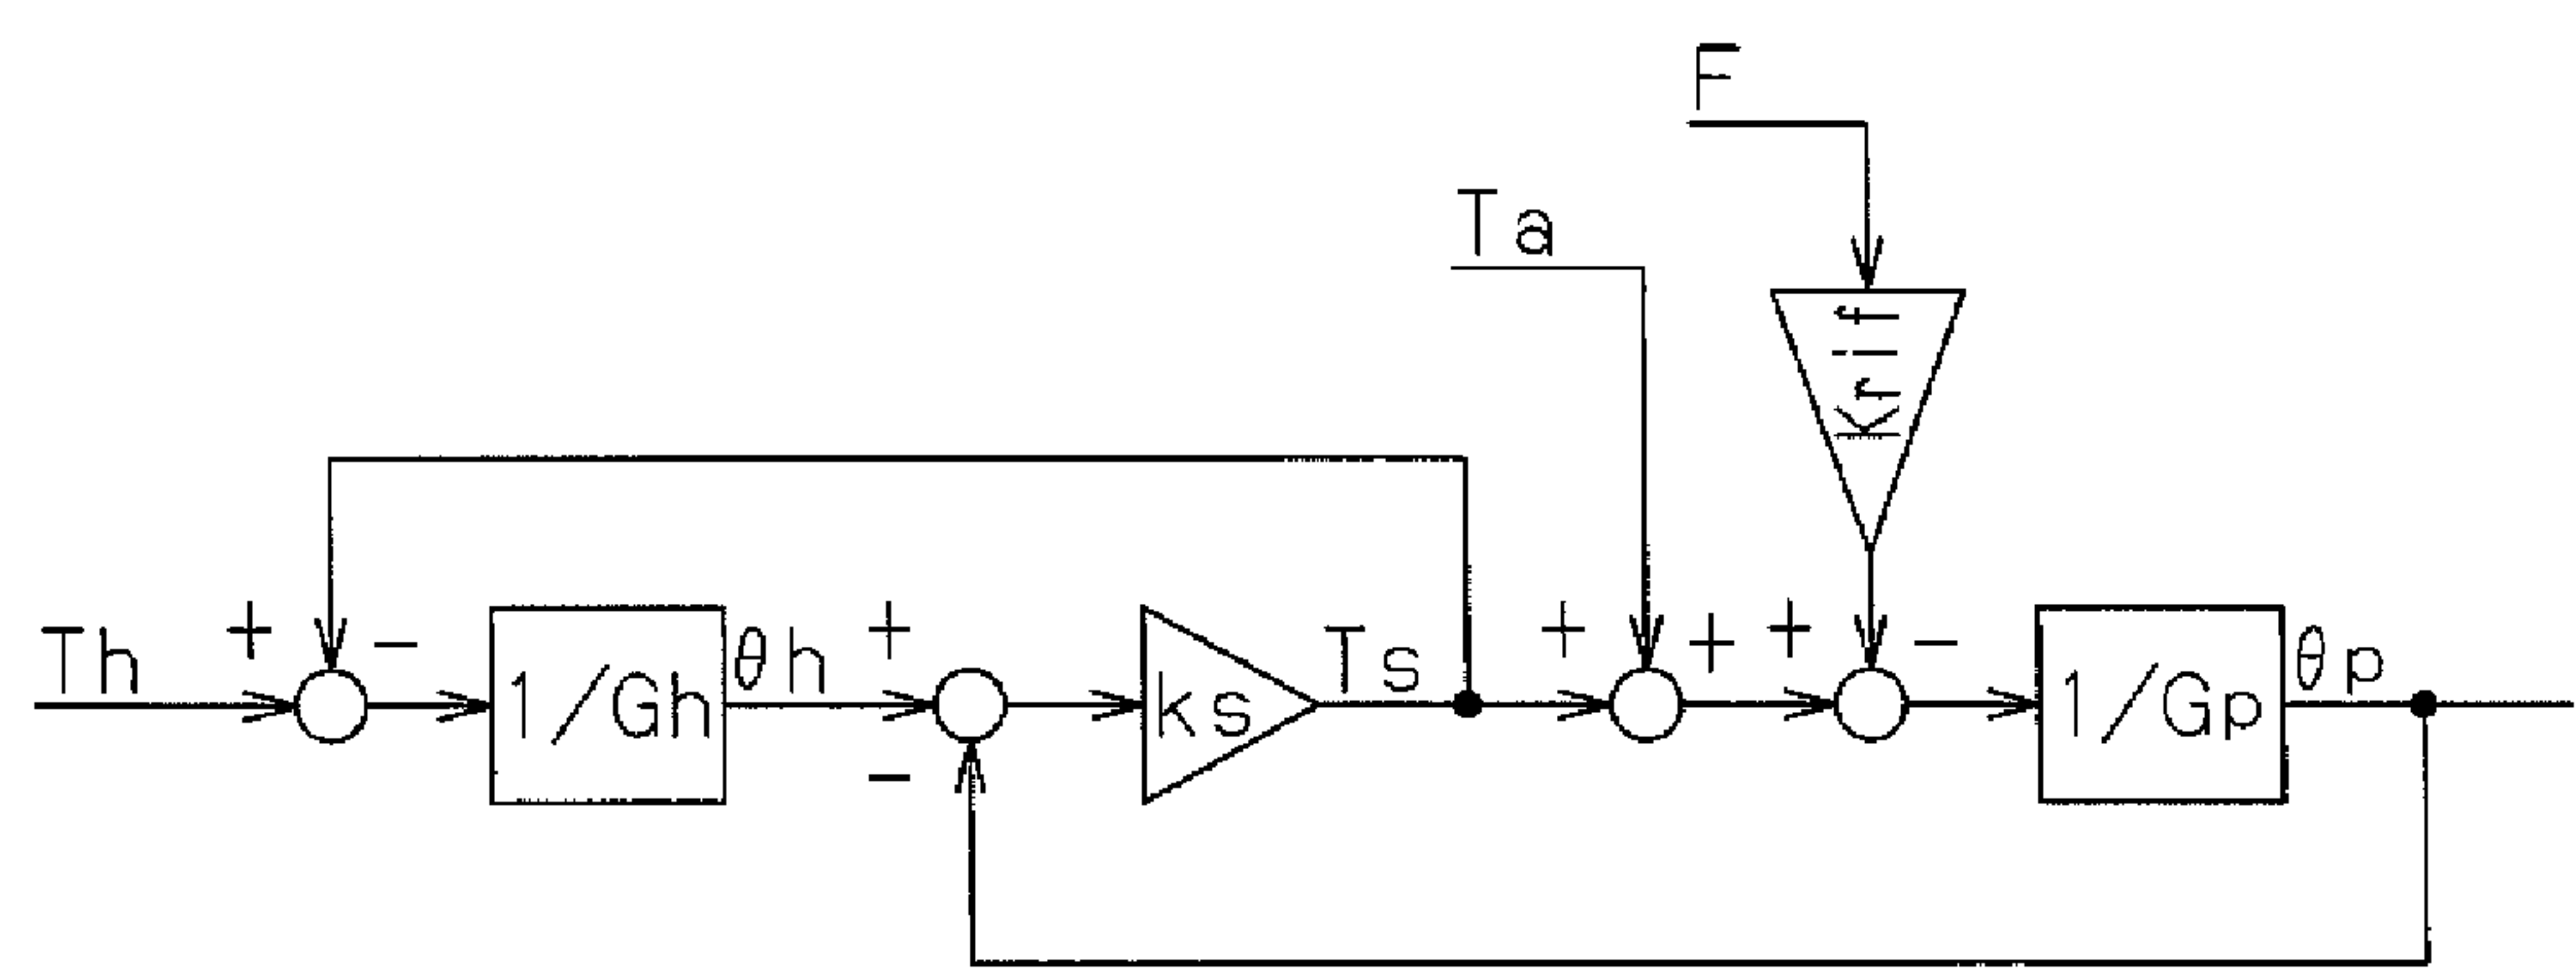 F
Ta
Krif
Th
+
-
1/Gh
θh
+
-
ks
Ts
+
+
+
-
1/Gp
θp